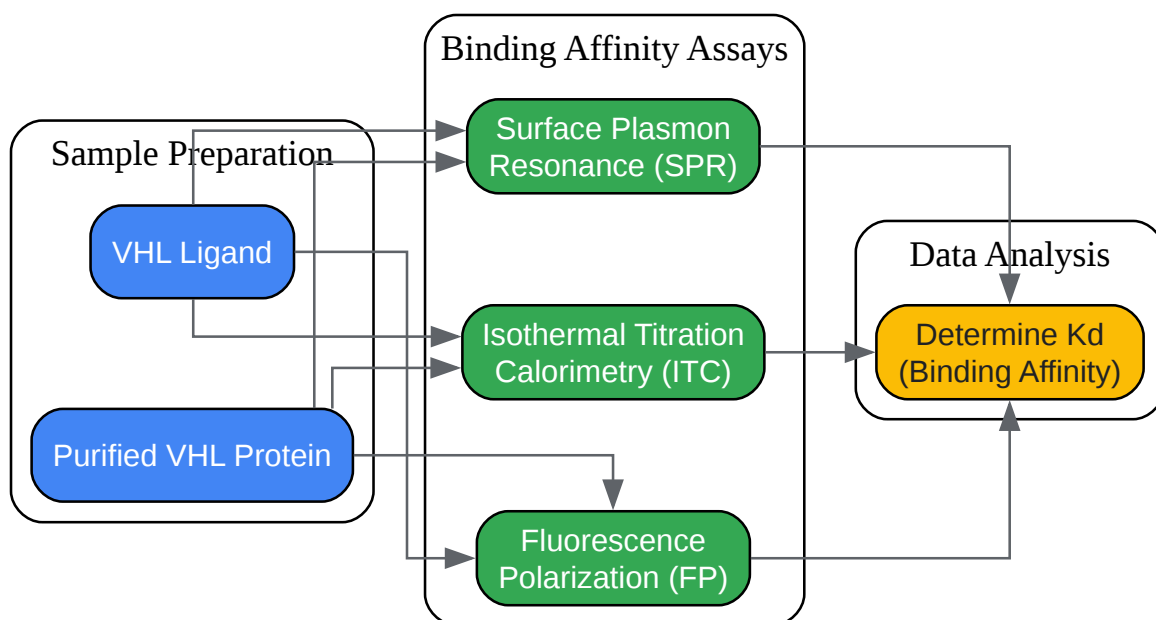 Sample Preparation
VHL Ligand
Purified VHL Protein
Binding Affinity Assays
Surface Plasmon
Resonance (SPR)
Isothermal Titration
Calorimetry (ITC)
Fluorescence
Polarization (FP)
Data Analysis
Determine Kd
(Binding Affinity)